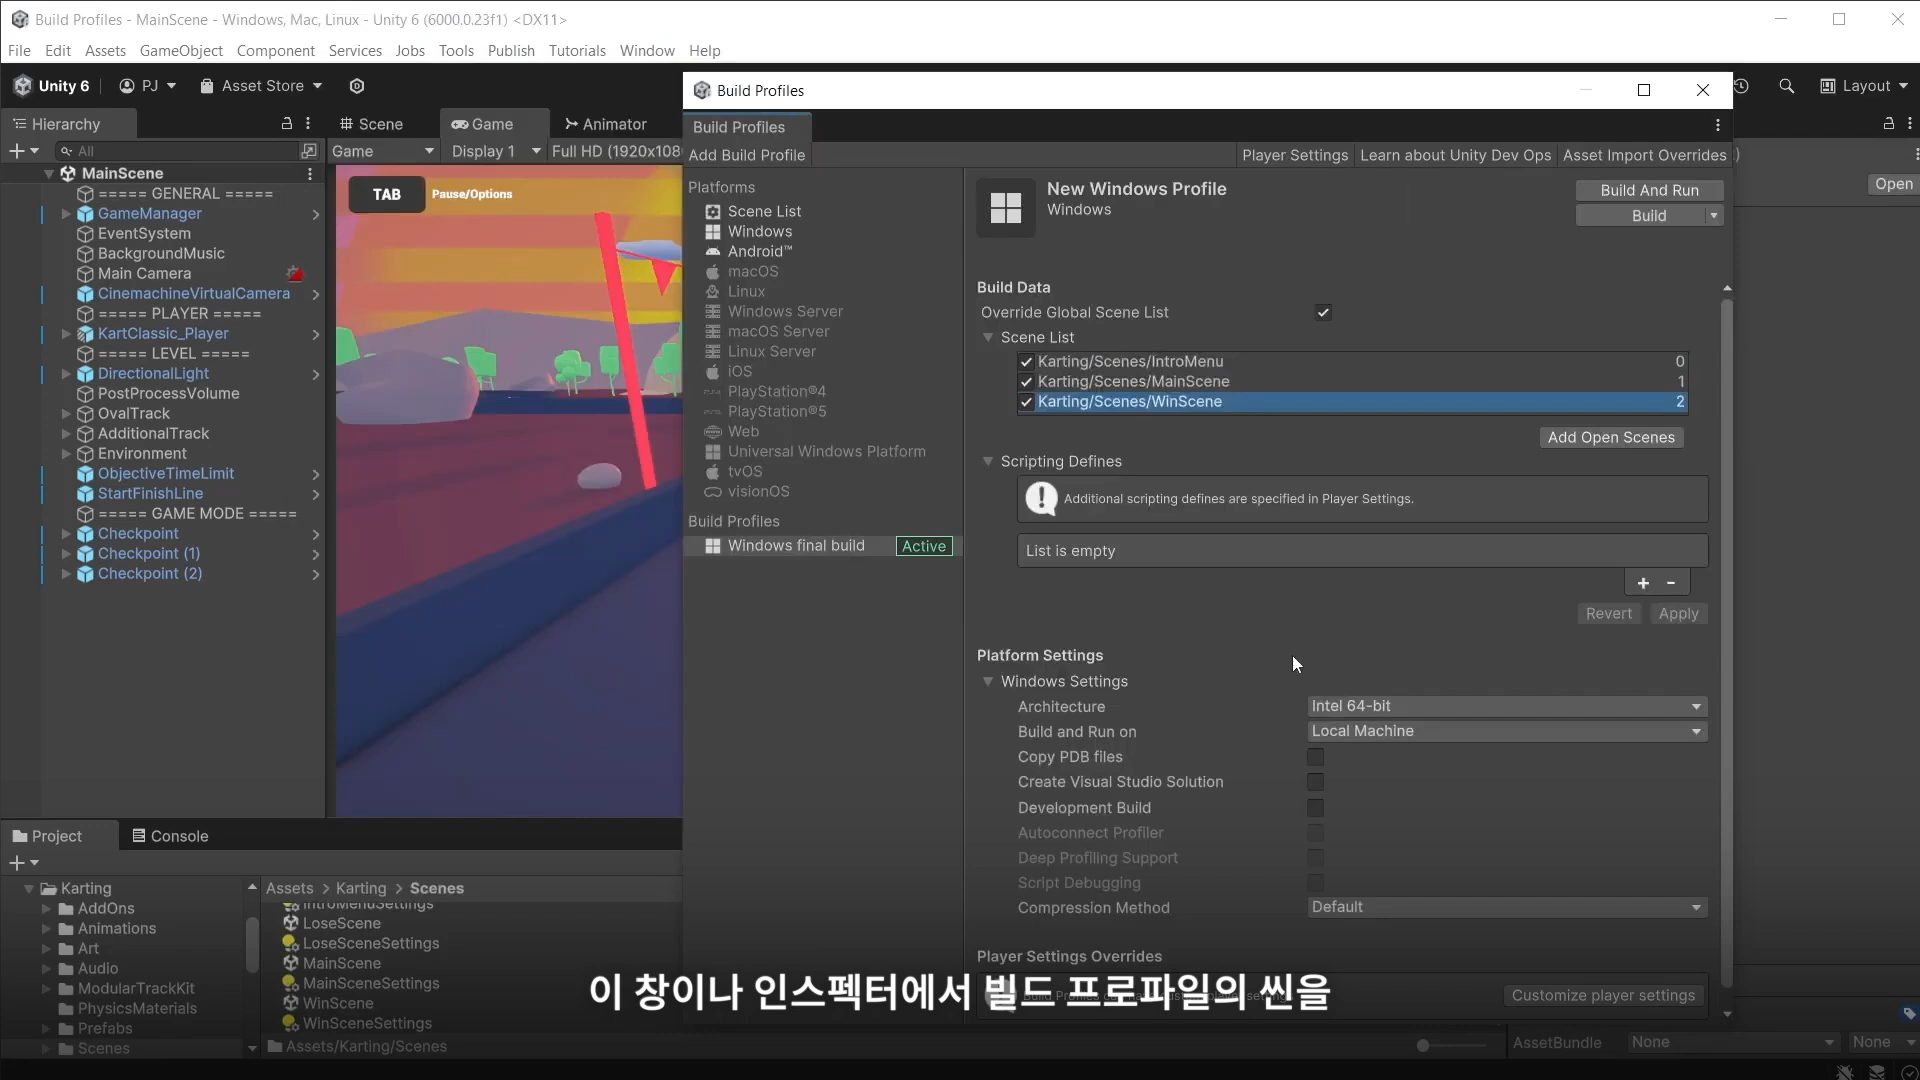 Build Profiles - MainScene - Windows, Mac, Linux - Unity 6 (6000.0.23f1) <DX11>
File Edit Assets GameObject Component Services Jobs Tools Publish Tutorials Window Help
Unity 6 PJ Asset Store
Layout
Hierarchy
All
MainScene
===== GENERAL =====
GameManager
EventSystem
BackgroundMusic
Main Camera
CinemachineVirtualCamera
===== PLAYER =====
KartClassic_Player
===== LEVEL =====
DirectionalLight
PostProcessVolume
OvalTrack
AdditionalTrack
Environment
ObjectiveTimeLimit
StartFinishLine
===== GAME MODE =====
Checkpoint
Checkpoint (1)
Checkpoint (2)
Scene Game Animator
Game Display 1 Full HD (1920x108
TAB Pause/Options
Build Profiles
Build Profiles
Add Build Profile
Player Settings Learn about Unity Dev Ops Asset Import Overrides
Open
Platforms
Scene List
Windows
Android™
macOS
Linux
Windows Server
macOS Server
Linux Server
iOS
PlayStation®4
PlayStation®5
Web
Universal Windows Platform
tvOS
visionOS
Build Profiles
Windows final build Active
New Windows Profile
Windows
Build And Run
Build
Build Data
Override Global Scene List
Scene List
Karting/Scenes/IntroMenu 0
Karting/Scenes/MainScene 1
Karting/Scenes/WinScene 2
Add Open Scenes
Scripting Defines
Additional scripting defines are specified in Player Settings.
List is empty
+ -
Revert Apply
Platform Settings
Windows Settings
Architecture Intel 64-bit
Build and Run on Local Machine
Copy PDB files
Create Visual Studio Solution
Development Build
Autoconnect Profiler
Deep Profiling Support
Script Debugging
Compression Method Default
Player Settings Overrides
Customize player settings
Project Console
Karting
AddOns
Animations
Art
Audio
ModularTrackKit
PhysicsMaterials
Prefabs
Scenes
Assets > Karting > Scenes
IntroMenuSettings
LoseScene
LoseSceneSettings
MainScene
MainSceneSettings
WinScene
WinSceneSettings
Assets/Karting/Scenes
AssetBundle None None
이 창이나 인스펙터에서 빌드 프로파일의 씬을